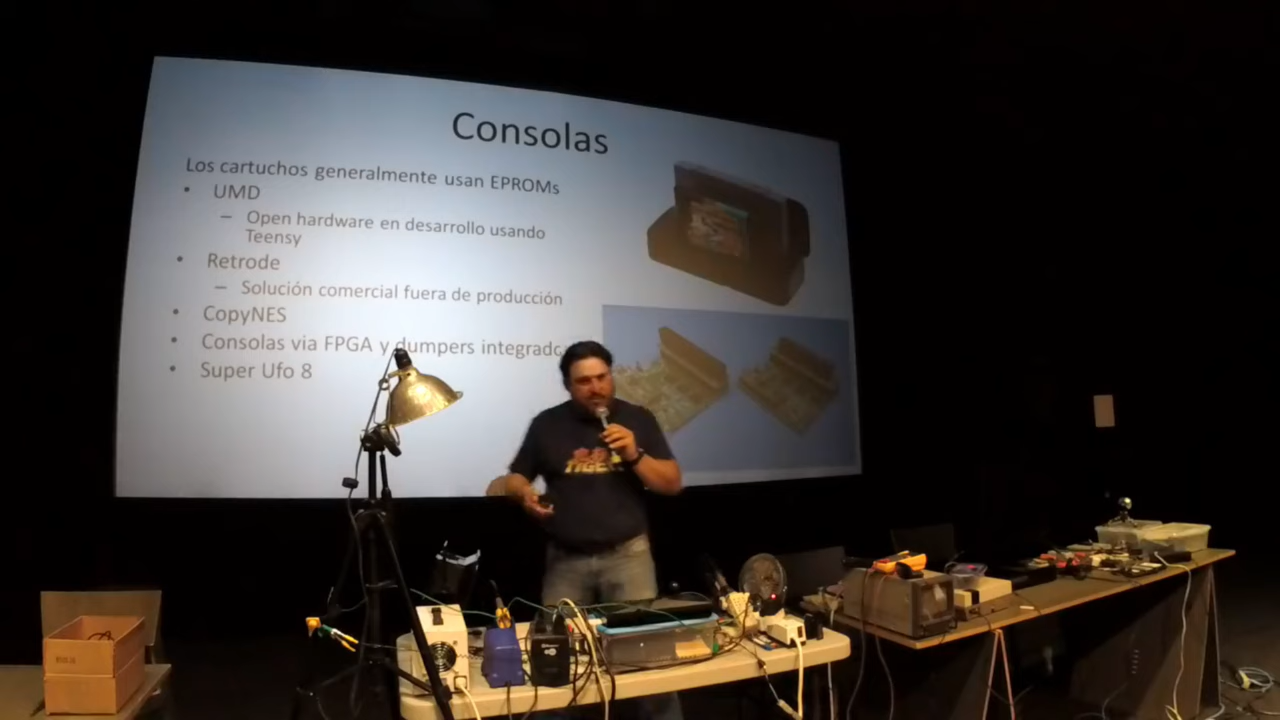 Consolas
Los cartuchos generalmente usan EPROMs
• UMD
– Open hardware en desarrollo usando
Teensy
• Retrode
– Solución comercial fuera de producción
• CopyNES
• Consolas via FPGA y dumpers integrado
• Super Ufo 8
TIGER